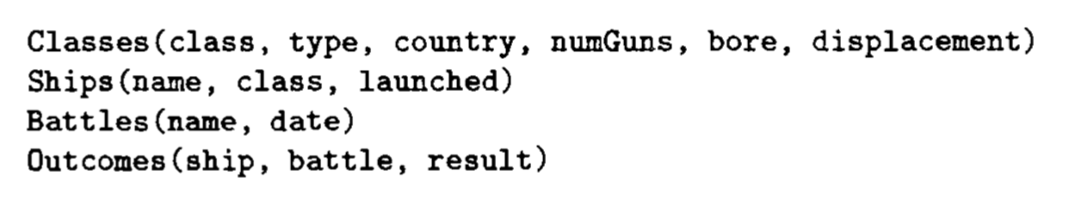 Classes(class, type, country, numGuns, bore, displacement)
Ships(name, class, launched)
Battles(name, date)
Outcomes(ship, battle, result)